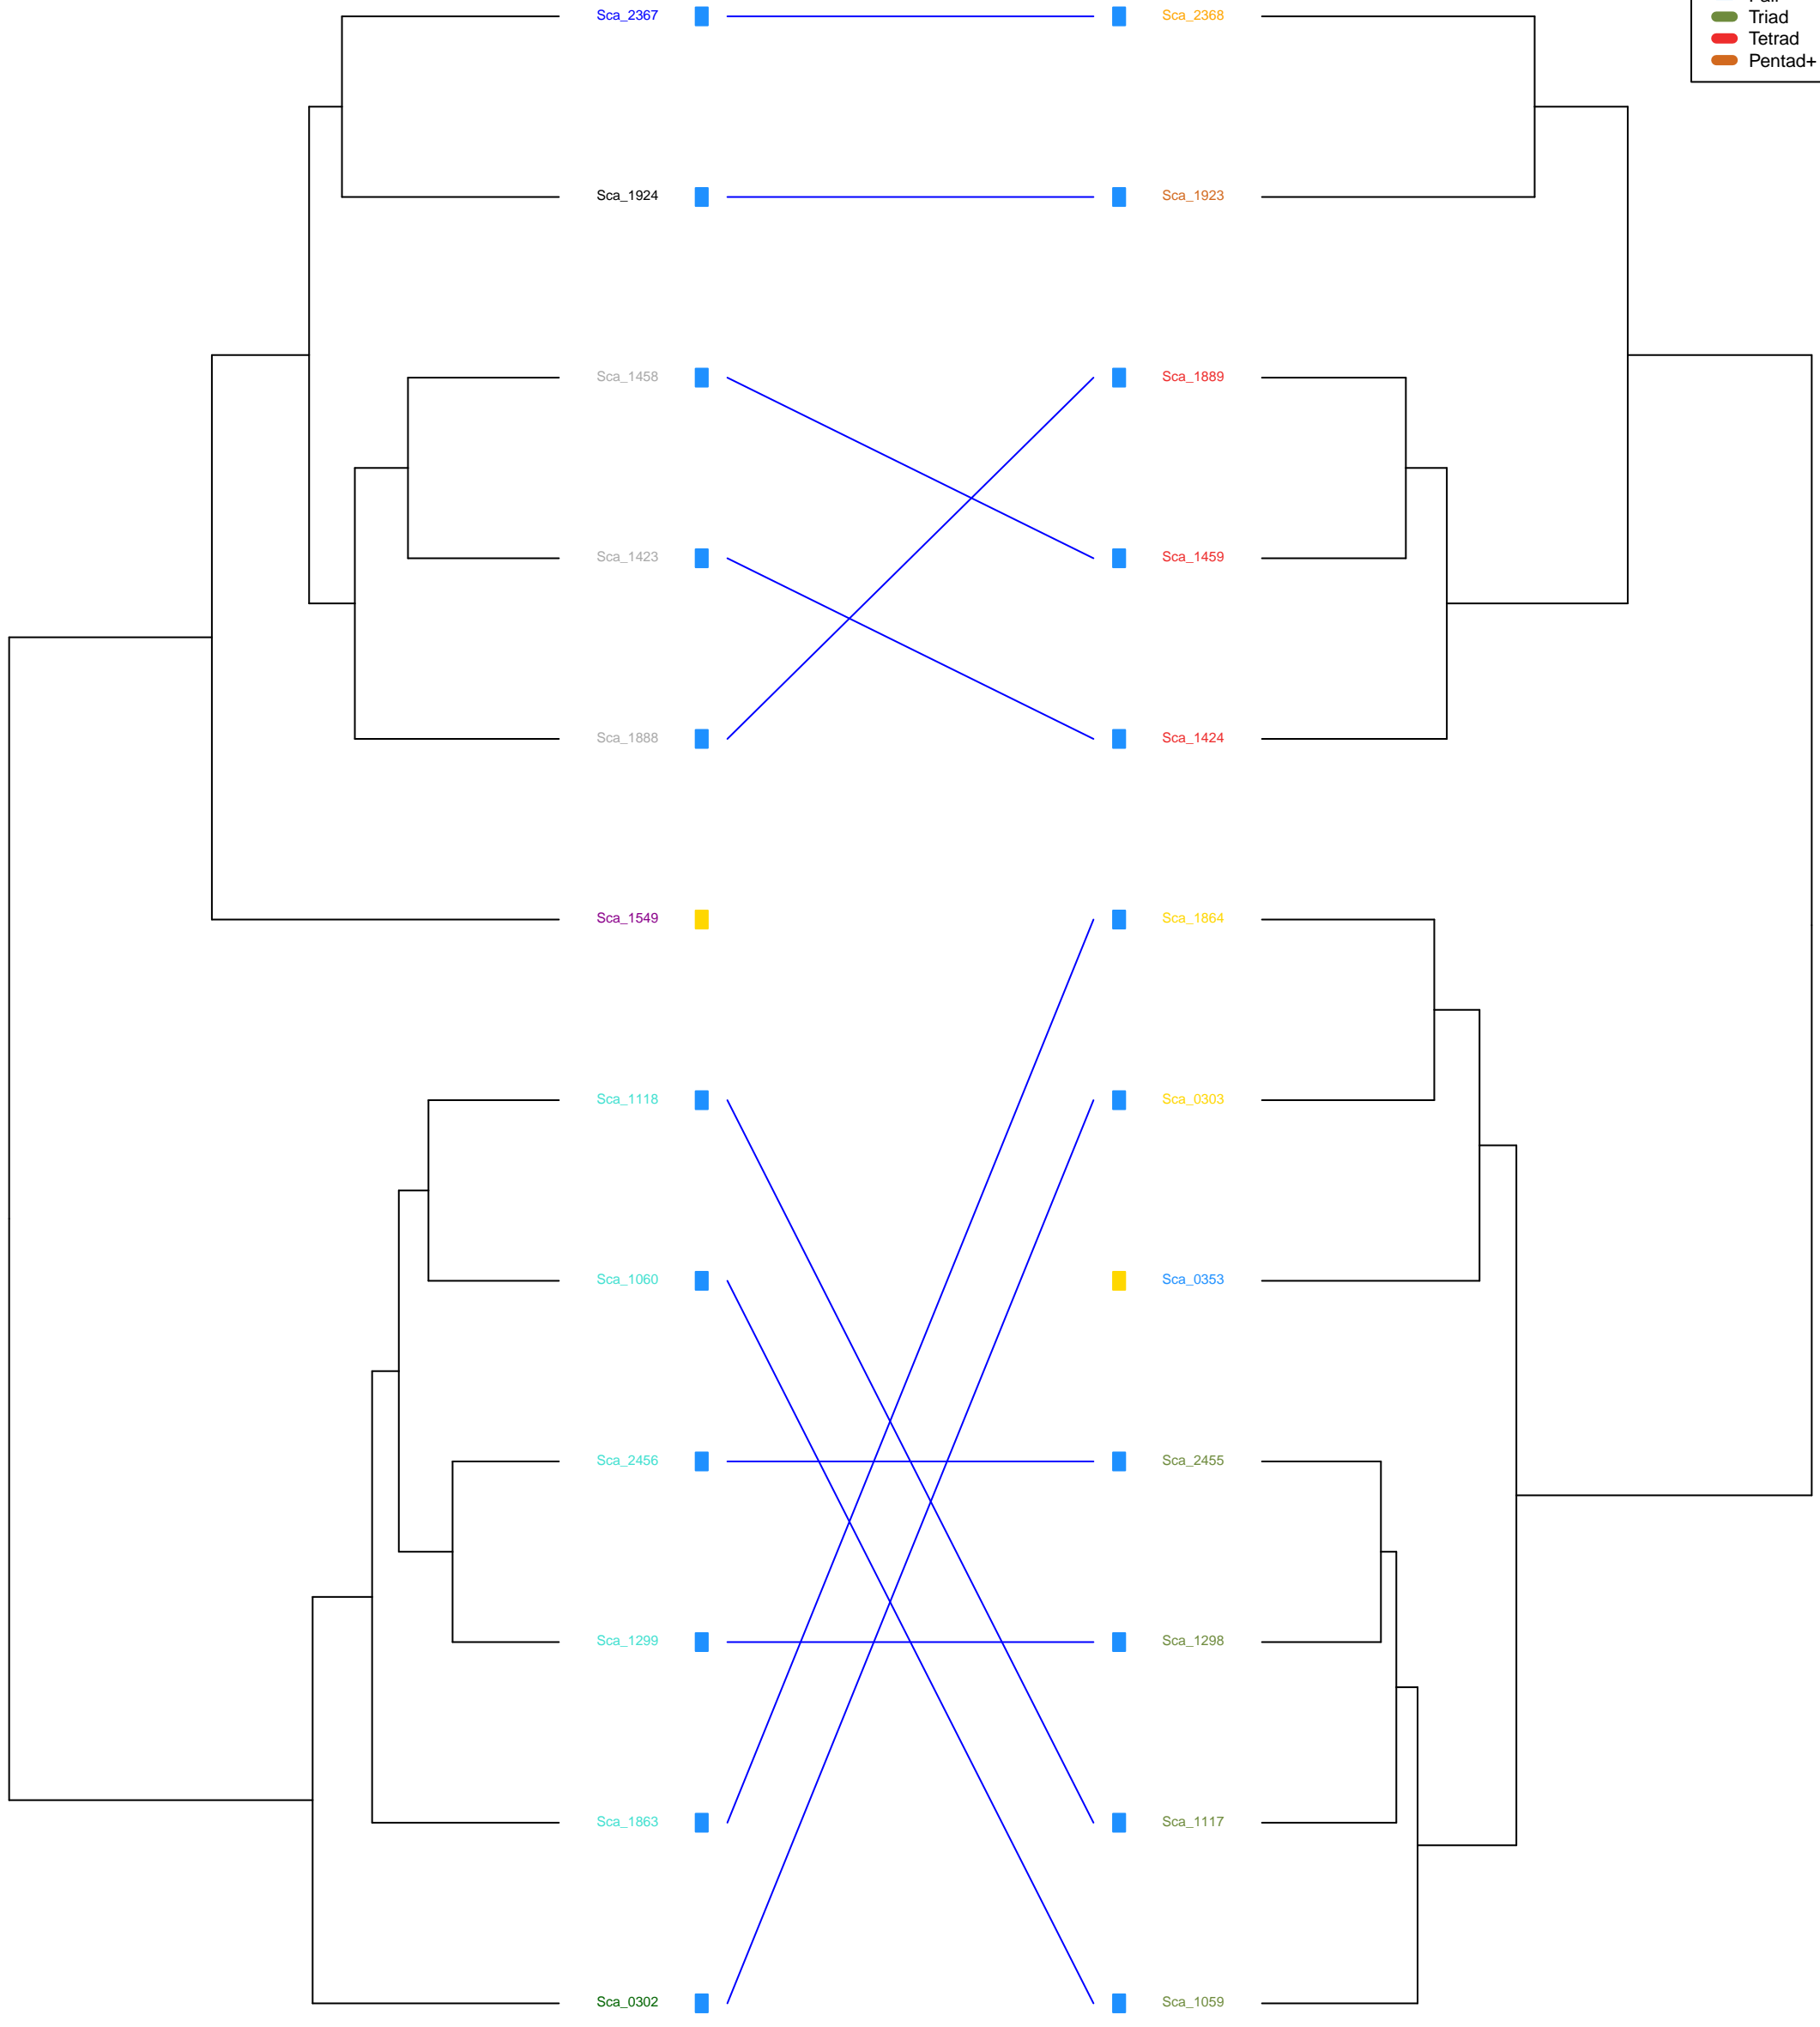 Sca_2367 Sca_2368
Triad
Tetrad
Pentad+
Sca_1924 Sca_1923
Sca_1458 Sca_1889
Sca_1423 Sca_1459
Sca_1888 Sca_1424
Sca_1549 Sca_1864
Sca_1118 Sca_0303
Sca_1060 Sca_0353
Sca_2456 Sca_2455
Sca_1299 Sca_1298
Sca_1863 Sca_1117
Sca_0302 Sca_1059